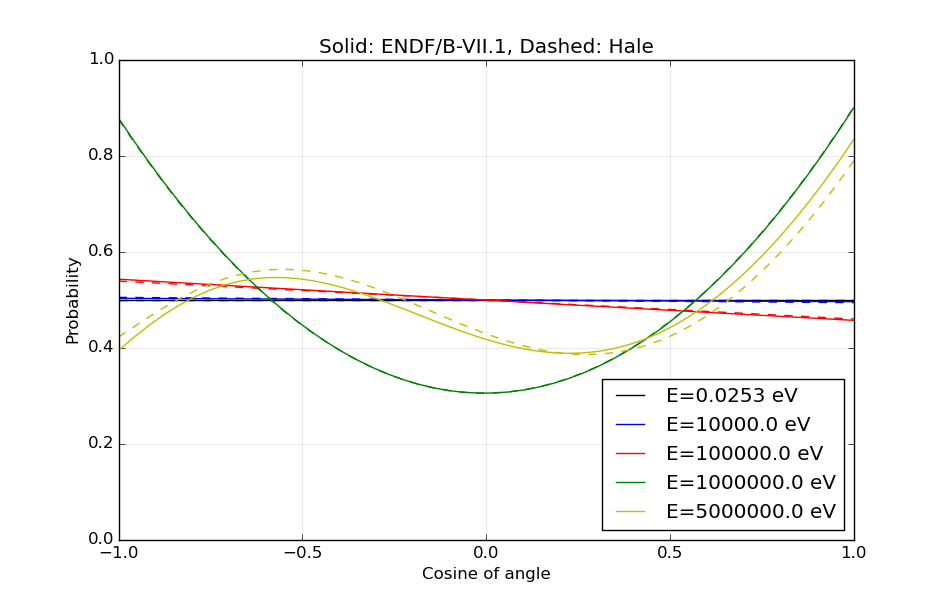 Solid: ENDF/B-VII.1, Dashed: Hale
1.0
0.8
0.6
0.4
0.2
0.0
Probability
−1.0
−0.5
0.0
0.5
1.0
Cosine of angle
E=0.0253 eV
E=10000.0 eV
E=100000.0 eV
E=1000000.0 eV
E=5000000.0 eV